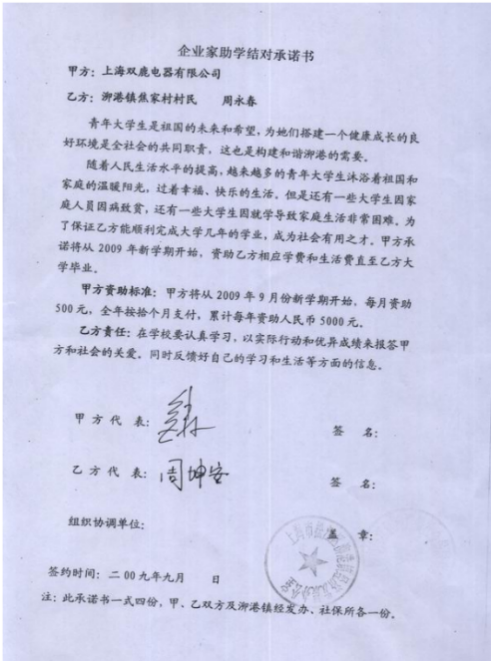 企业家助学结对承诺书
甲方：上海双鹿电器有限公司
乙方：泖港镇焦家村村民 周永春
青年大学生是祖国的未来和希望，为她们搭建一个健康成长的良
好环境是全社会的共同职责，这也是构建和谐泖港的需要。
随着人民生活水平的提高，越来越多的青年大学生沐浴着祖国和
家庭的温暖阳光，过着幸福、快乐的生活。但是还有一些大学生因家
庭人员因病致贫，还有一些大学生因就学导致家庭生活非常困难。为
了保证乙方能顺利完成大学几年的学业，成为社会有用之才。甲方承
诺将从 2009 年新学期开始，资助乙方相应学费和生活费直至乙方大
学毕业。
甲方资助标准：甲方将从 2009 年 9 月份新学期开始，每月资助
500 元，全年按拾个月支付，累计每年资助人民币 5000 元。
乙方责任：在学校要认真学习，以实际行动和优异成绩来报答甲
方和社会的关爱。同时反馈好自己的学习和生活等方面的信息。
甲方代表： 签名：
乙方代表：周坤安 签名：
组织协调单位： 盖章：
签约时间：二00九年九月 日
注：此承诺书一式四份，甲、乙双方及泖港镇经发办、社保所各一份。